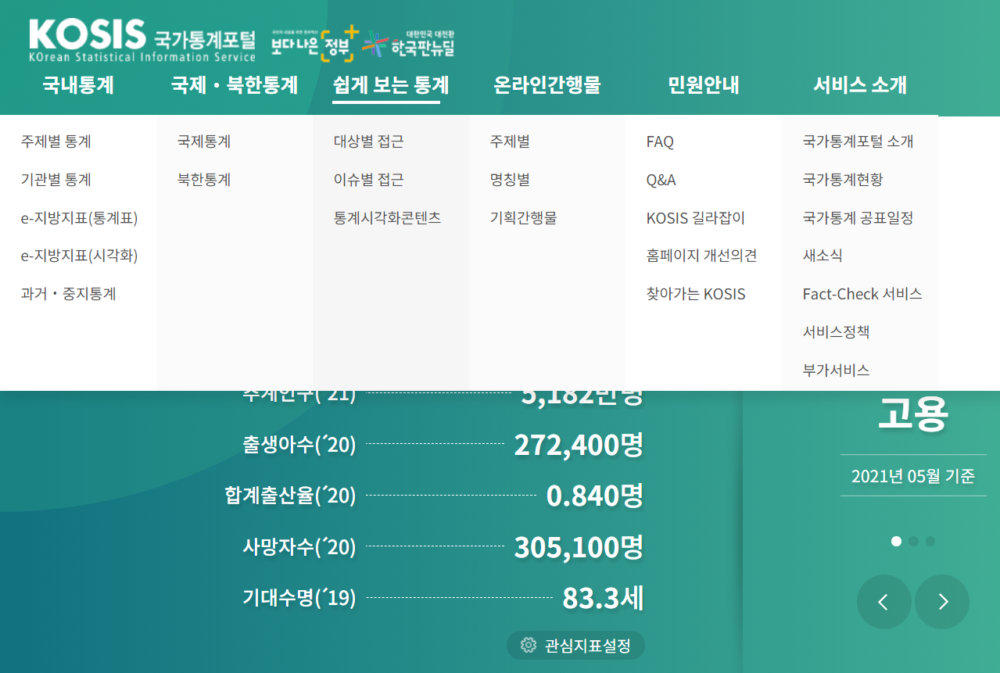 KOSIS 국가통계포털
KOrean Statistical Information Service
보다나은 정부
대한민국 대전환
한국판뉴딜
국내통계
국제・북한통계
쉽게 보는 통계
온라인간행물
민원안내
서비스 소개
주제별 통계
기관별 통계
e-지방지표(통계표)
e-지방지표(시각화)
과거・중지통계
국제통계
북한통계
대상별 접근
이슈별 접근
통계시각화콘텐츠
주제별
명칭별
기획간행물
FAQ
Q&A
KOSIS 길라잡이
홈페이지 개선의견
찾아가는 KOSIS
국가통계포털 소개
국가통계현황
국가통계 공표일정
새소식
Fact-Check 서비스
서비스정책
부가서비스
추계인구(´21) 5,182만명
출생아수(´20) 272,400명
합계출산율(´20) 0.840명
사망자수(´20) 305,100명
기대수명(´19) 83.3세
관심지표설정
고용
2021년 05월 기준